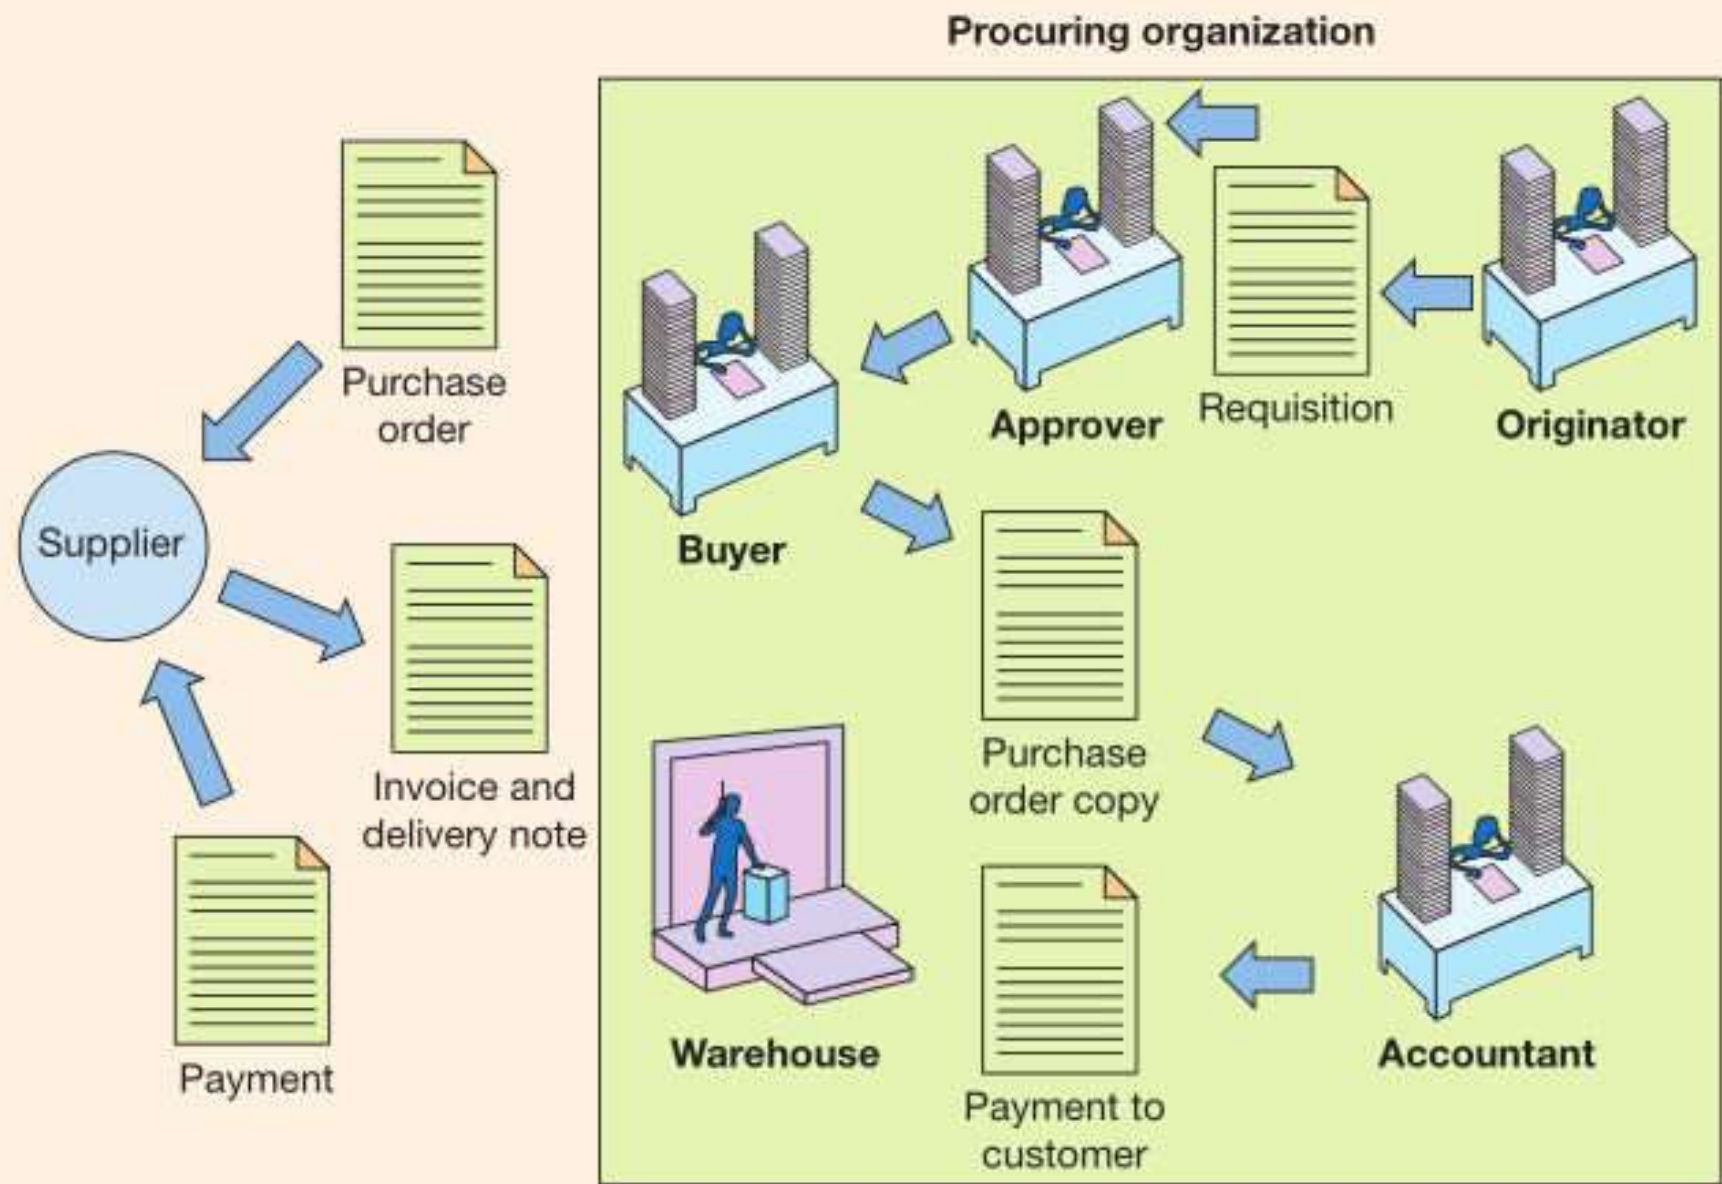 Procuring organization
Purchase
order
Supplier
Invoice and
delivery note
Payment
Buyer
Approver
Requisition
Originator
Purchase
order copy
Warehouse
Payment to
customer
Accountant